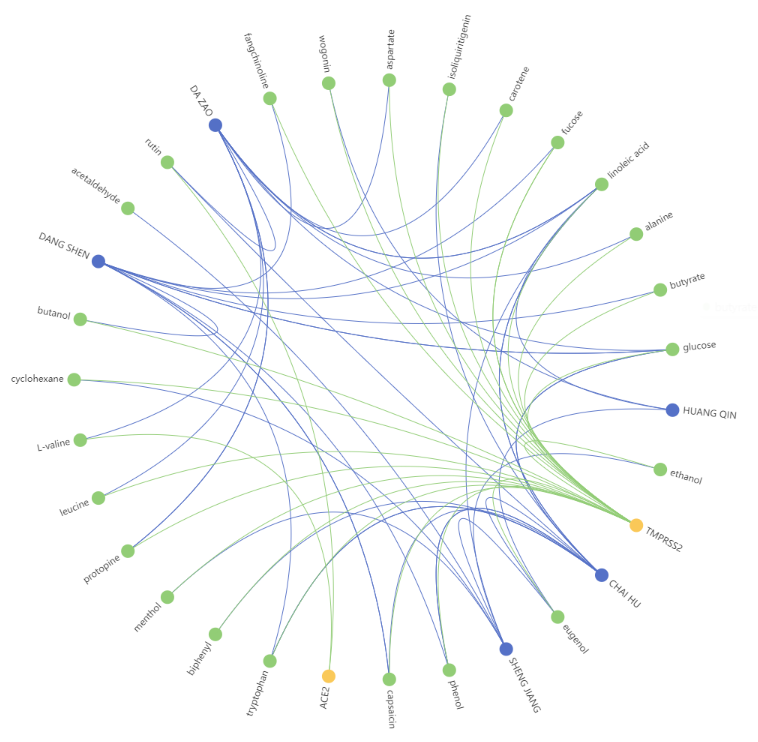 aspartate
isoliquiritigenin
carotene
fucose
linoleic acid
alanine
butyrate
glucose
HUANG QIN
ethanol
TMPRSS2
CHAI HU
eugenol
SHENG JIANG
phenol
capsaicin
ACE2
tryptophan
biphenyl
menthol
protopine
leucine
L-valine
cyclohexane
butanol
DANG SHEN
acetaldehyde
rutin
DA ZAO
fangchinoline
wogonin